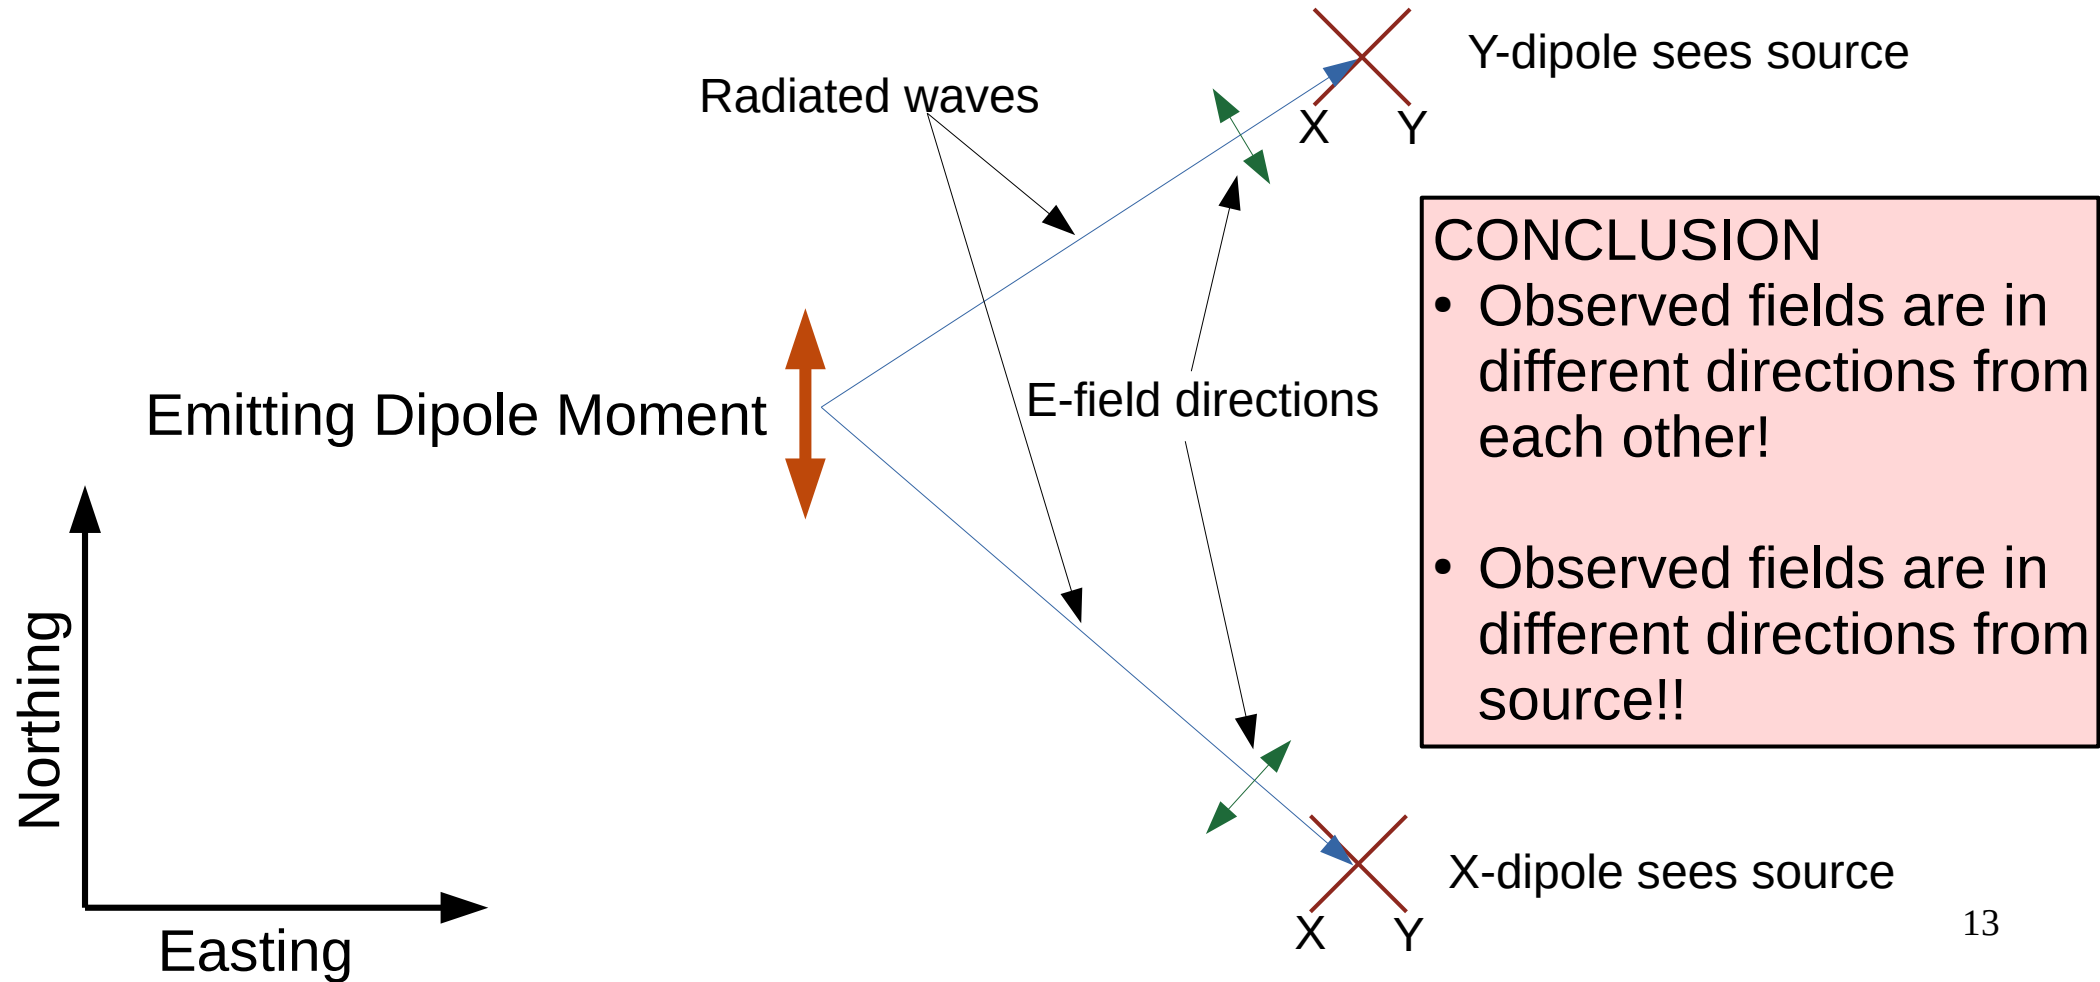 Y-dipole sees source
Radiated waves
X Y
CONCLUSION
• Observed fields are in
different directions from
each other!
• Observed fields are in
different directions from
source!!
Emitting Dipole Moment
E-field directions
Northing
Easting
X-dipole sees source
X Y
13